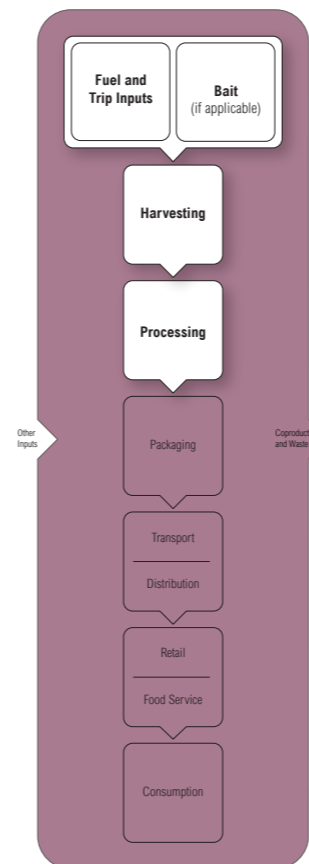 Fuel and
Trip Inputs
Bait
(if applicable)
Harvesting
Processing
Other
Inputs
Packaging
Coproduct
and Waste
Transport
Distribution
Retail
Food Service
Consumption